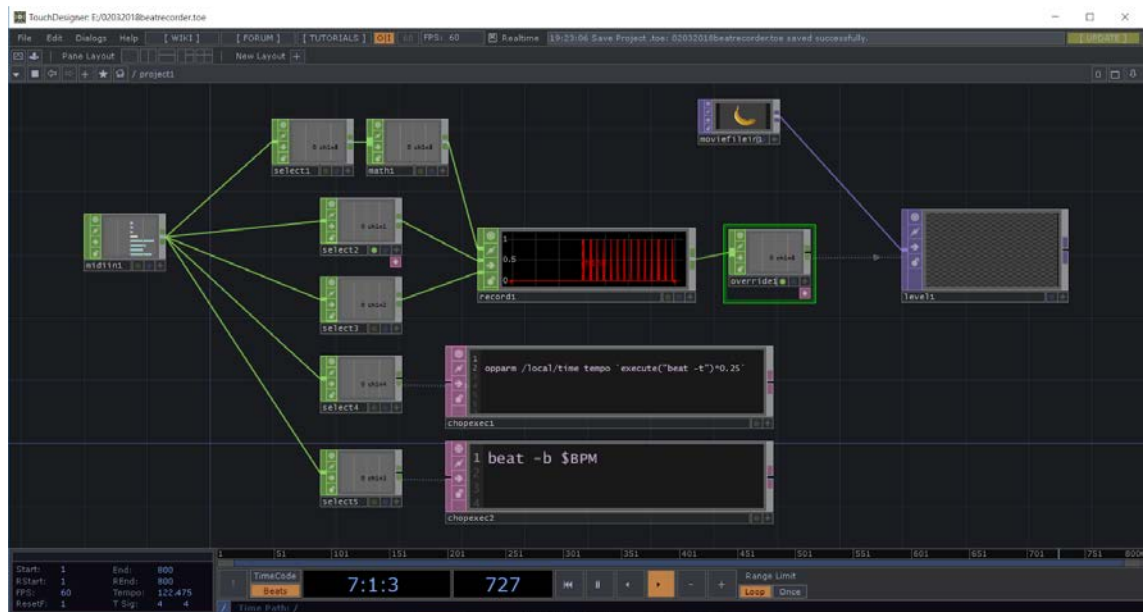 TouchDesigner: E:/02032018beatrecorder.toe
File Edit Dialogs Help [ WIKI ] [ FORUM ] [ TUTORIALS ] O|I 60 FPS: 60 Realtime 19:23:06 Save Project .toe: 02032018beatrecorder.toe saved successfully. [ UPDATE ]
Pane Layout New Layout +
/ project1
moviefilein1
select1
math1
midiin1
select2
1
0.5
0
record1
override1
level1
select3
1
2 opparm /local/time tempo `execute("beat -t")*0.25`
select4
chopexec1
1 beat -b $BPM
select5
chopexec2
1 51 101 151 201 251 301 351 401 451 501 551 601 651 701 751 800
Start: 1 End: 800
RStart: 1 REnd: 800
FPS: 60 Tempo: 122.475
ResetF: 1 T Sig: 4 4
TimeCode
Beats
7:1:3
727
Range Limit
Loop Once
/ Time Path: /